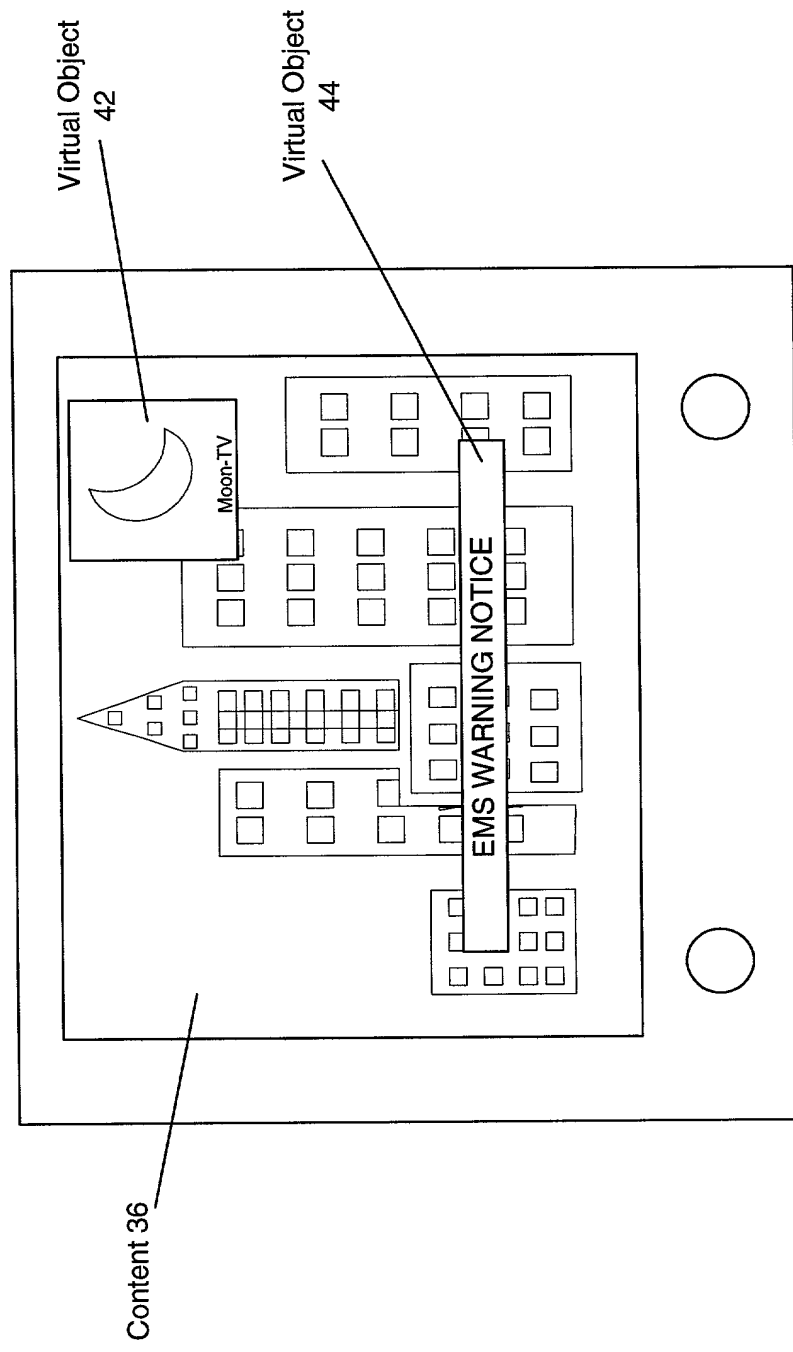 Virtual Object
42
Virtual Object
44
Moon-TV
EMS WARNING NOTICE
Content 36